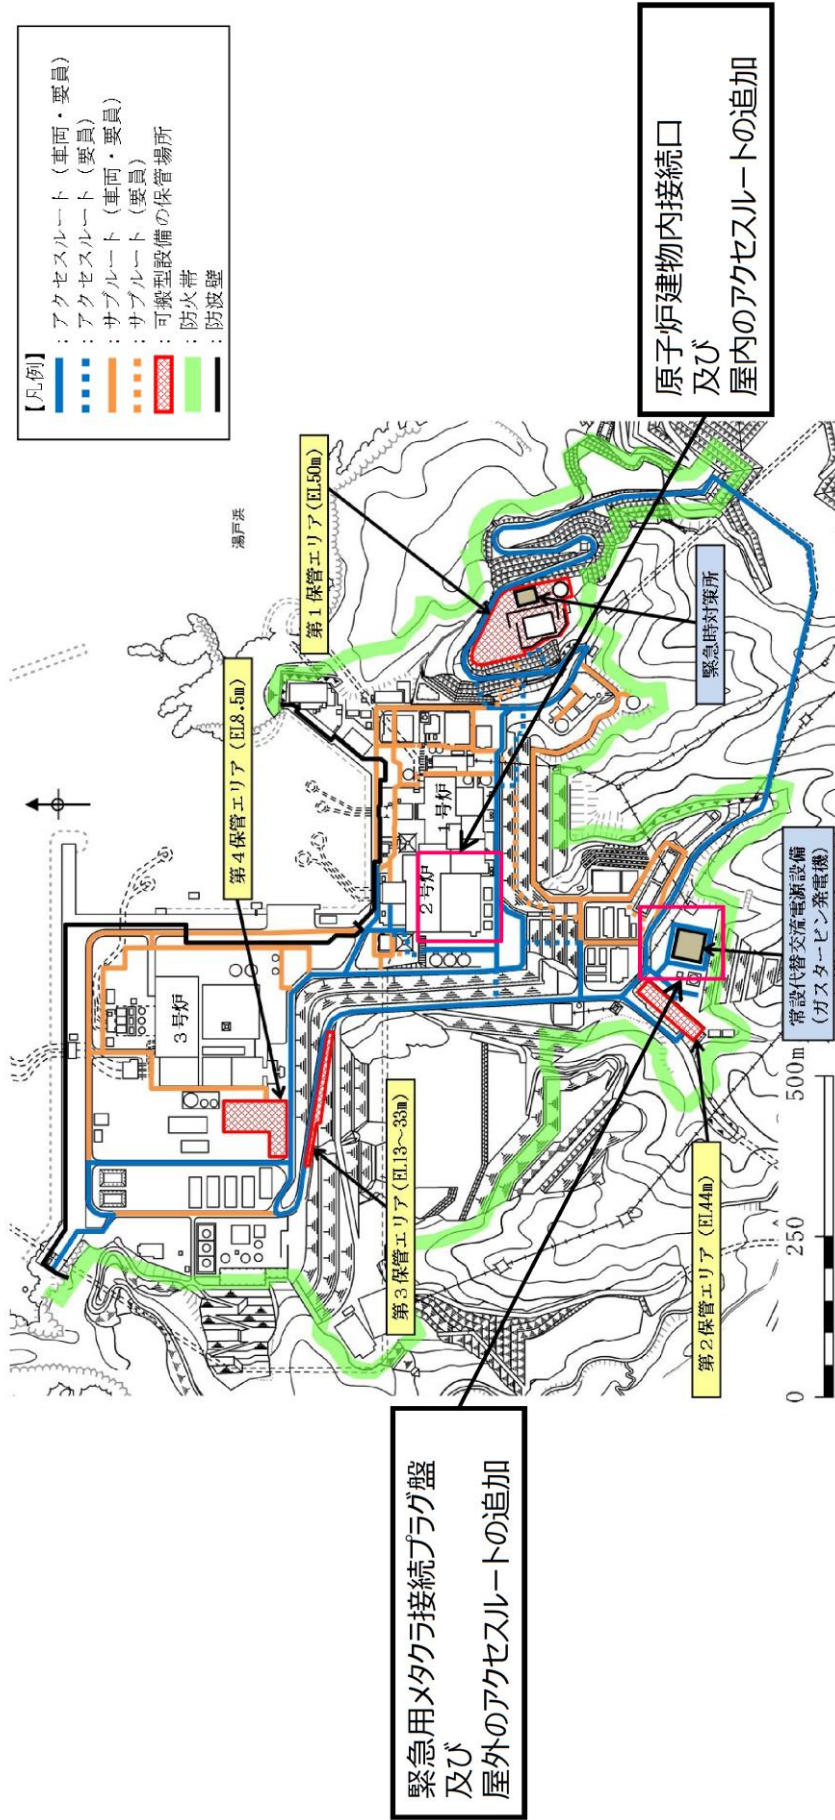 【凡例】
：アクセスルート（車両・要員）
：アクセスルート（要員）
：サブルート（車両・要員）
：サブルート（要員）
：可搬型設備の保管場所
：防火帯
：防波壁
湯戸浜
第４保管エリア（EL8.5m）
第１保管エリア（EL50m）
３号炉
２号炉
１号炉
第３保管エリア（EL13～33m）
緊急時対策所
第２保管エリア（EL44m）
常設代替交流電源設備
（ガスタービン発電機）
緊急用メタクラ接続プラグ盤
及び
屋外のアクセスルートの追加
原子炉建物内接続口
及び
屋内のアクセスルートの追加
0
250
500m